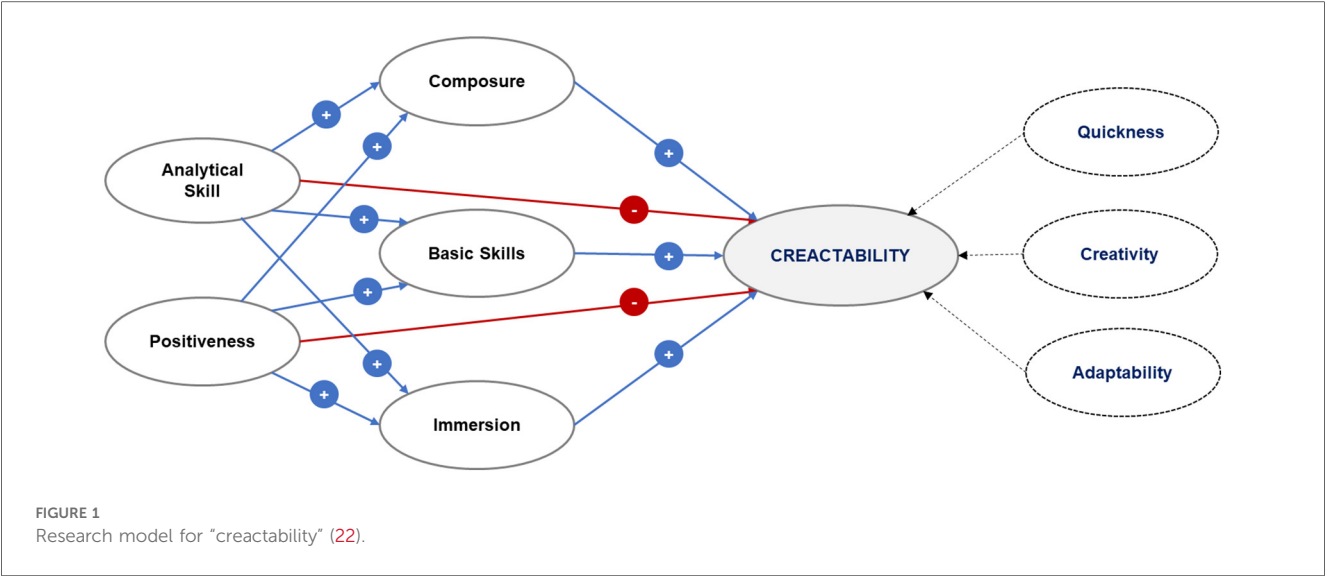 Composure
+
Quickness
+
+
Analytical
Skill
-
+
Basic Skills
+
CREACTABILITY
Creativity
+
-
Positiveness
+
+
Adaptability
+
Immersion
FIGURE 1
Research model for “creactability” (22).